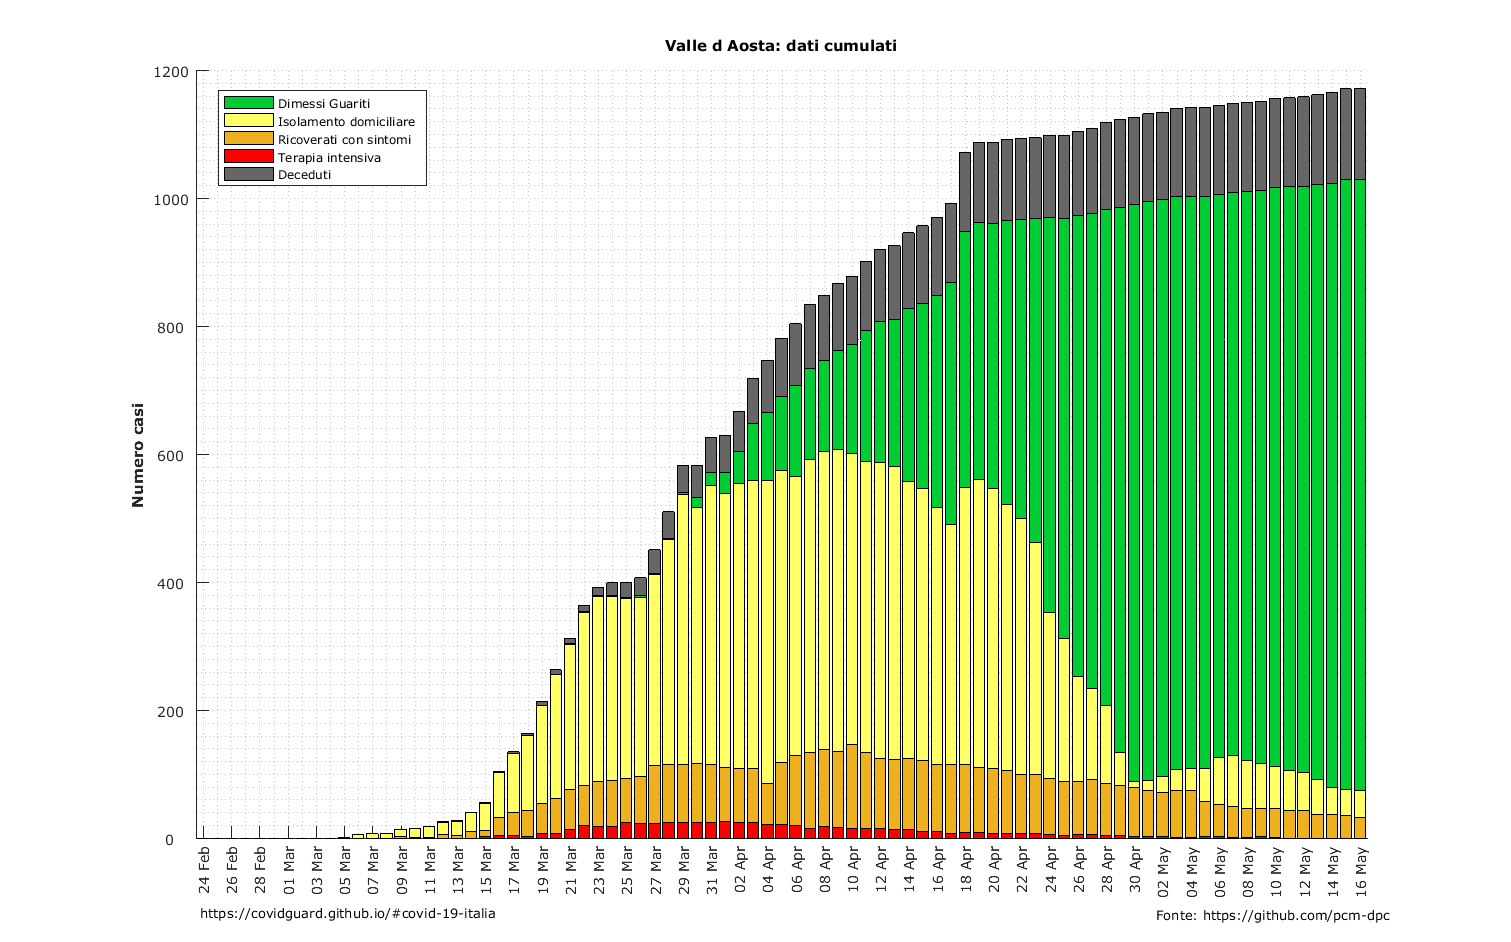 Valle d Aosta: dati cumulati
1200
1000
800
600
400
200
0
Numero casi
Dimessi Guariti
Isolamento domiciliare
Ricoverati con sintomi
Terapia intensiva
Deceduti
24 Feb
26 Feb
28 Feb
01 Mar
03 Mar
05 Mar
07 Mar
09 Mar
11 Mar
13 Mar
15 Mar
17 Mar
19 Mar
21 Mar
23 Mar
25 Mar
27 Mar
29 Mar
31 Mar
02 Apr
04 Apr
06 Apr
08 Apr
10 Apr
12 Apr
14 Apr
16 Apr
18 Apr
20 Apr
22 Apr
24 Apr
26 Apr
28 Apr
30 Apr
02 May
04 May
06 May
08 May
10 May
12 May
14 May
16 May
https://covidguard.github.io/#covid-19-italia
Fonte: https://github.com/pcm-dpc